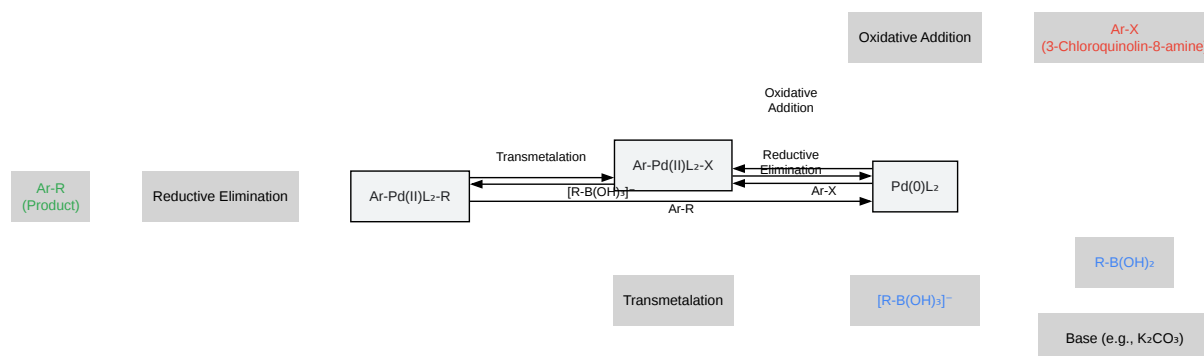 Oxidative Addition
Ar-X
(3-Chloroquinolin-8-amine)
Oxidative
Addition
Transmetalation
Ar-Pd(II)L₂-X
Reductive
Elimination
Ar-R
(Product)
Reductive Elimination
Ar-Pd(II)L₂-R
[R-B(OH)₃]⁻
Ar-X
Pd(0)L₂
Ar-R
R-B(OH)₂
Transmetalation
[R-B(OH)₃]⁻
Base (e.g., K₂CO₃)